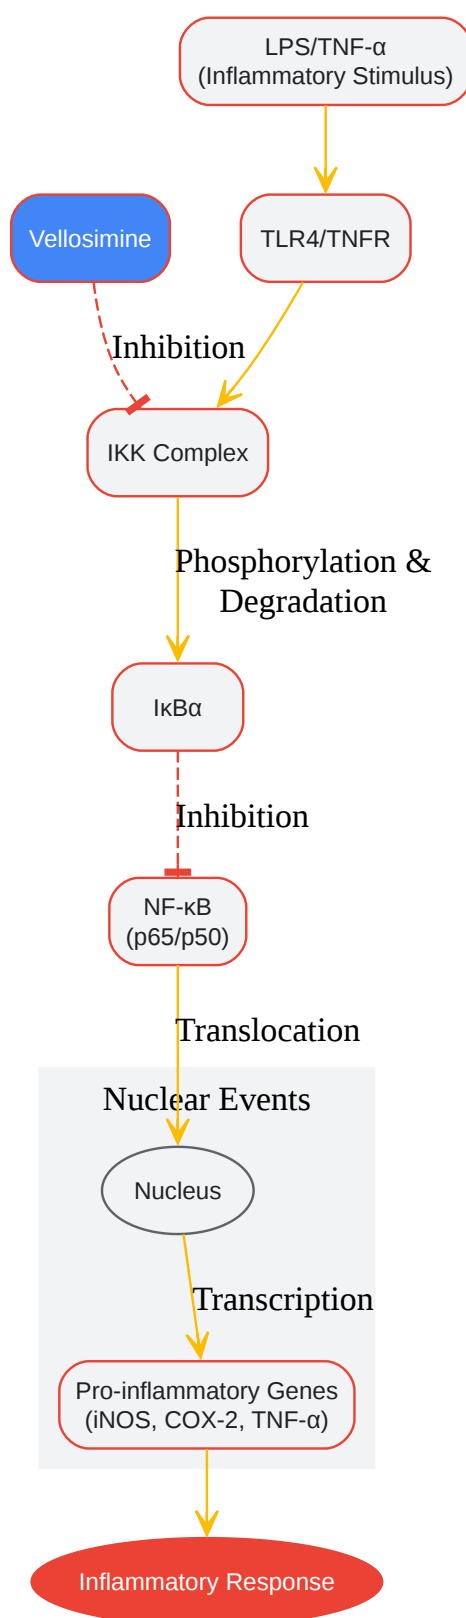 LPS/TNF-α
(Inflammatory Stimulus)
Vellosimine
TLR4/TNFR
Inhibition
IKK Complex
Phosphorylation &
Degradation
IκBα
Inhibition
NF-κB
(p65/p50)
Translocation
Nuclear Events
Nucleus
Transcription
Pro-inflammatory Genes
(iNOS, COX-2, TNF-α)
Inflammatory Response